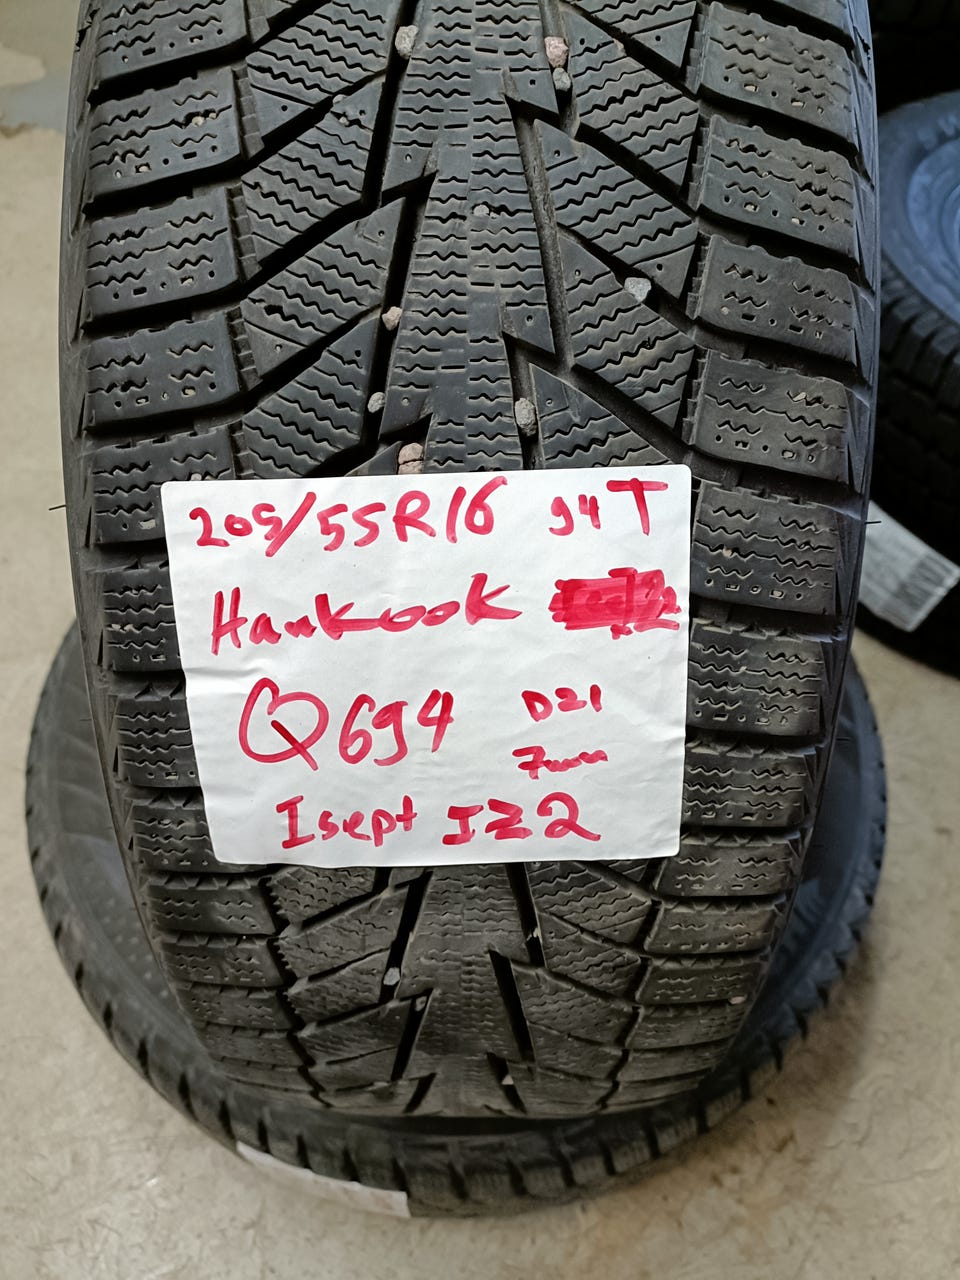 205/55R16 94T
Hankook
Q694 D21
7mm
Isept IZ2